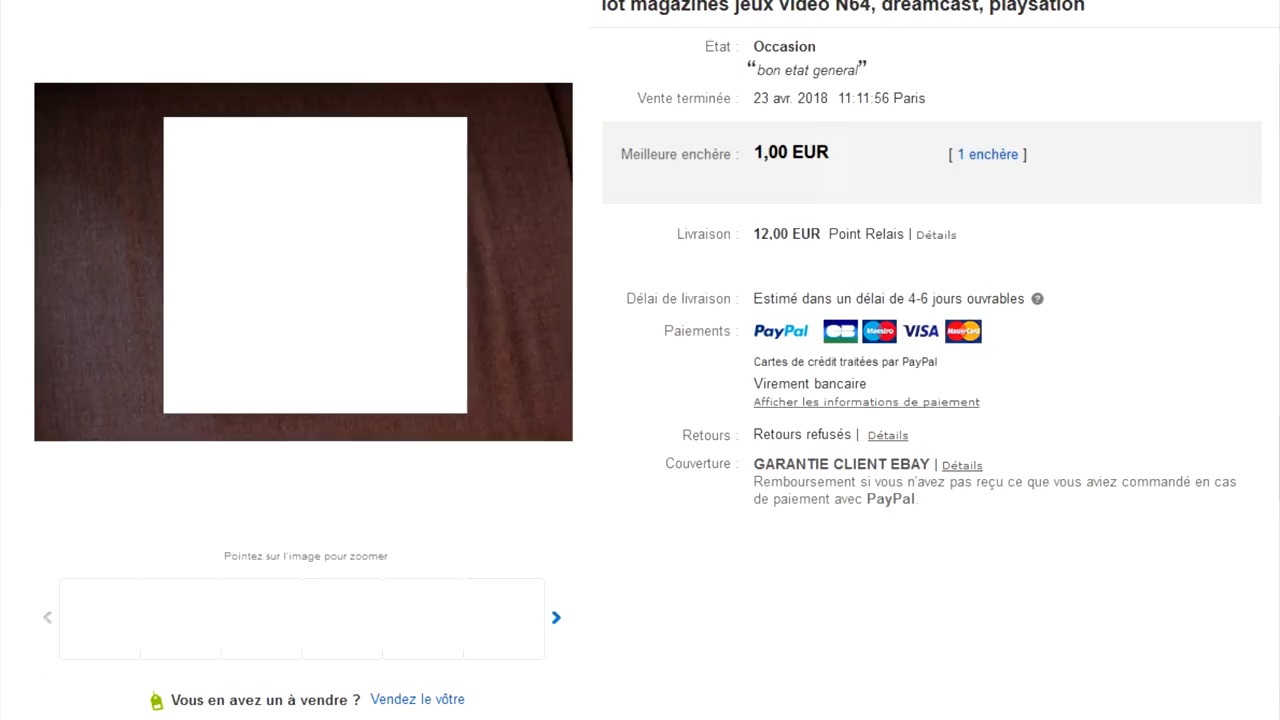 lot magazines jeux video N64, dreamcast, playsation
Etat : Occasion
“bon etat general”
Vente terminée : 23 avr. 2018 11:11:56 Paris
Meilleure enchère : 1,00 EUR [ 1 enchère ]
Livraison : 12,00 EUR Point Relais | Détails
Délai de livraison : Estimé dans un délai de 4-6 jours ouvrables ?
Paiements : PayPal CB Maestro VISA MasterCard
Cartes de crédit traitées par PayPal
Virement bancaire
Afficher les informations de paiement
Retours : Retours refusés | Détails
Couverture : GARANTIE CLIENT EBAY | Détails
Remboursement si vous n'avez pas reçu ce que vous aviez commandé en cas
de paiement avec PayPal.
Pointez sur l'image pour zoomer
Vous en avez un à vendre ? Vendez le vôtre